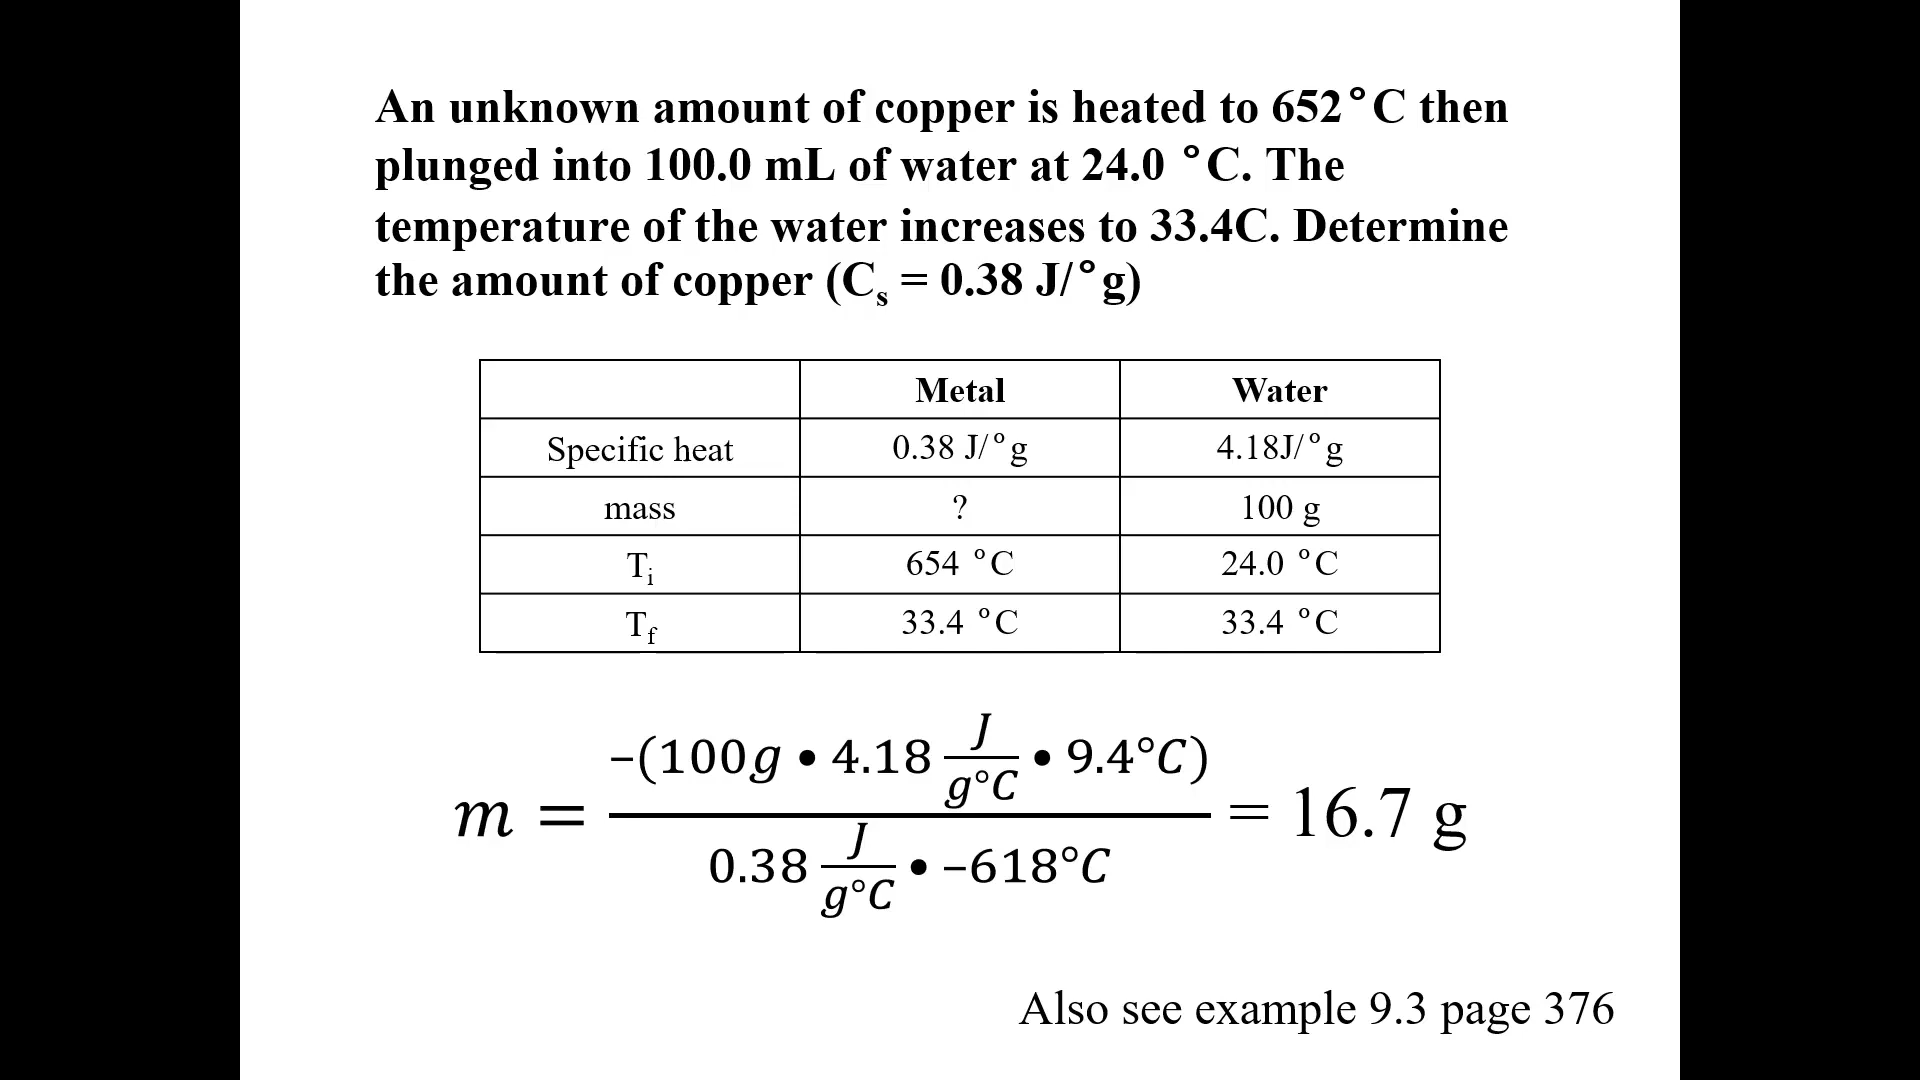 An unknown amount of copper is heated to 652°C then
plunged into 100.0 mL of water at 24.0 °C. The
temperature of the water increases to 33.4C. Determine
the amount of copper (Cₛ = 0.38 J/°g)
Metal Water
Specific heat 0.38 J/°g 4.18J/°g
mass ? 100 g
Tᵢ 654 °C 24.0 °C
T_f 33.4 °C 33.4 °C
m = –(100g • 4.18 J/g°C • 9.4°C) / 0.38 J/g°C • –618°C = 16.7 g
Also see example 9.3 page 376